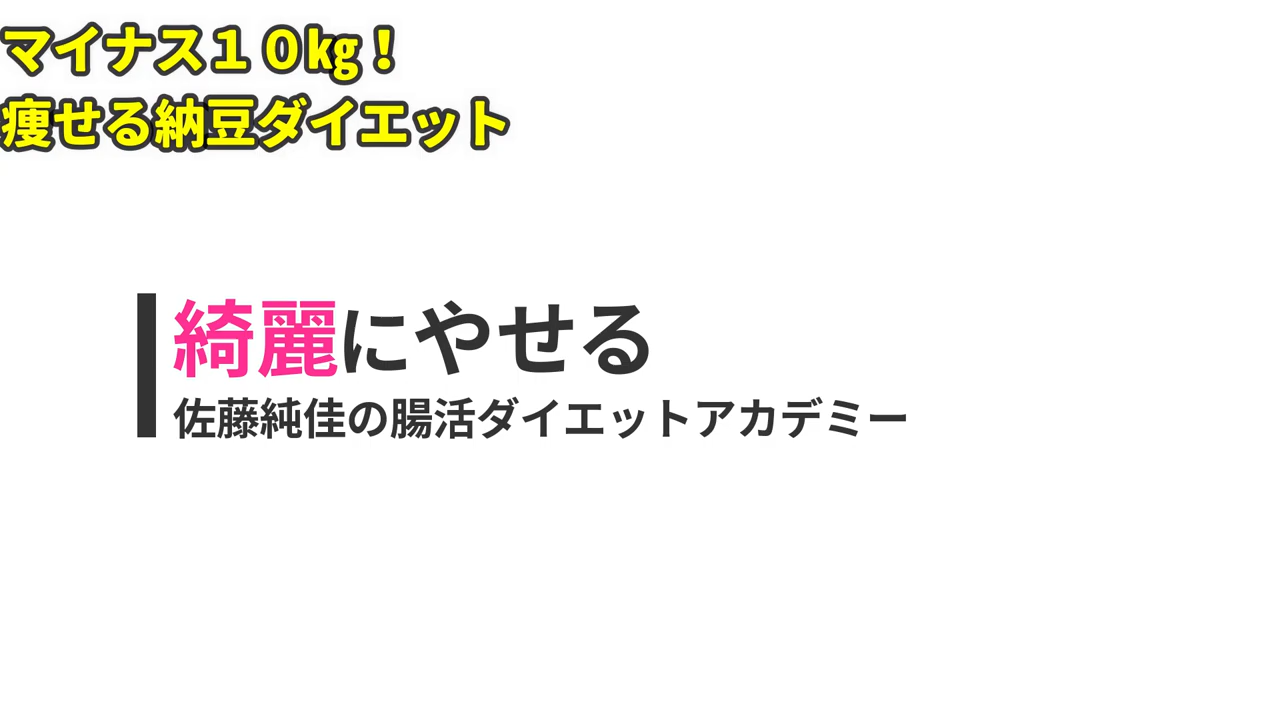 マイナス１０㎏！
痩せる納豆ダイエット
綺麗にやせる
佐藤純佳の腸活ダイエットアカデミー